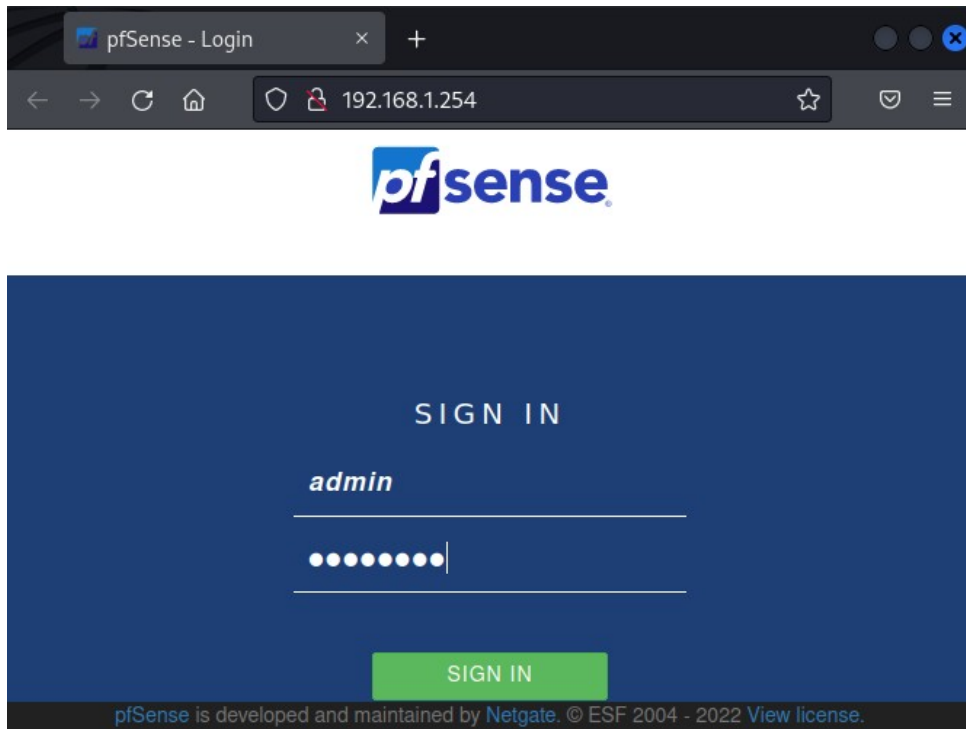 pfSense - Login
192.168.1.254
pfsense
SIGN IN
admin
●●●●●●●●
SIGN IN
pfSense is developed and maintained by Netgate. © ESF 2004 - 2022 View license.